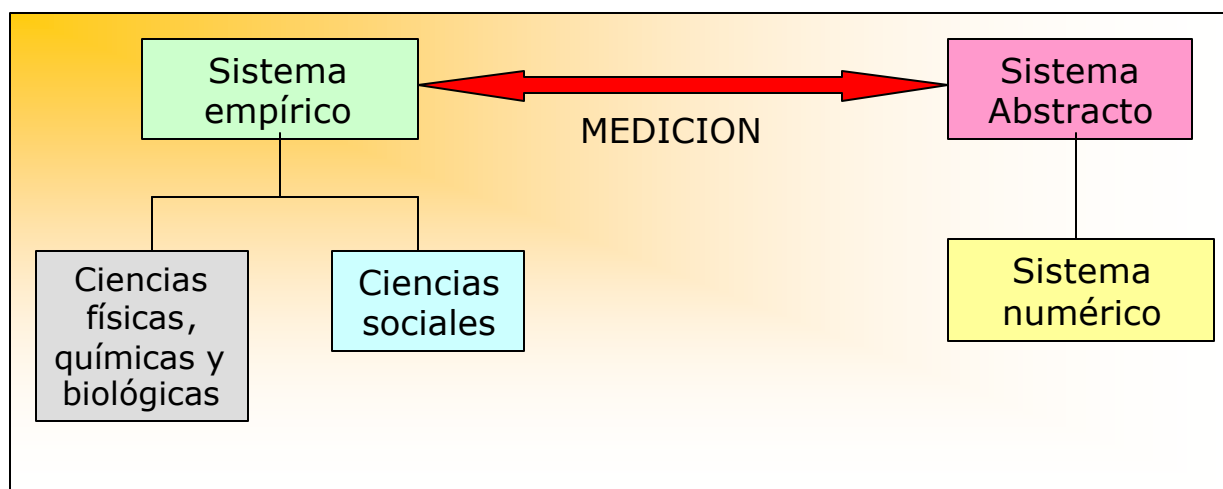 Sistema
empírico
MEDICION
Sistema
Abstracto
Ciencias
físicas,
químicas y
biológicas
Ciencias
sociales
Sistema
numérico